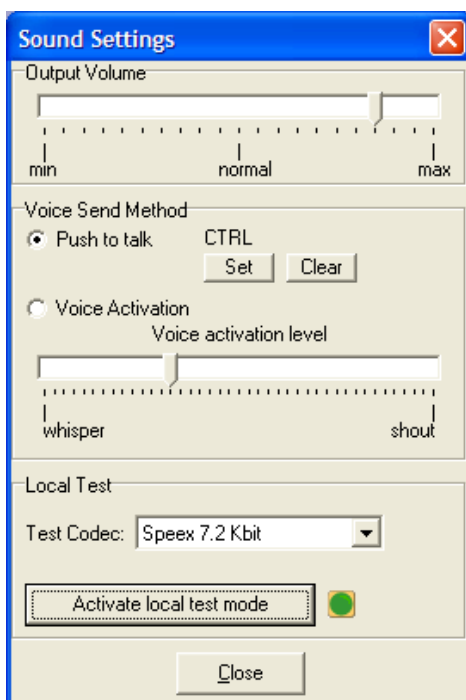 Sound Settings
Output Volume
min normal max
Voice Send Method
Push to talk CTRL
Set Clear
Voice Activation
Voice activation level
whisper shout
Local Test
Test Codec: Speex 7.2 Kbit
Activate local test mode
Close